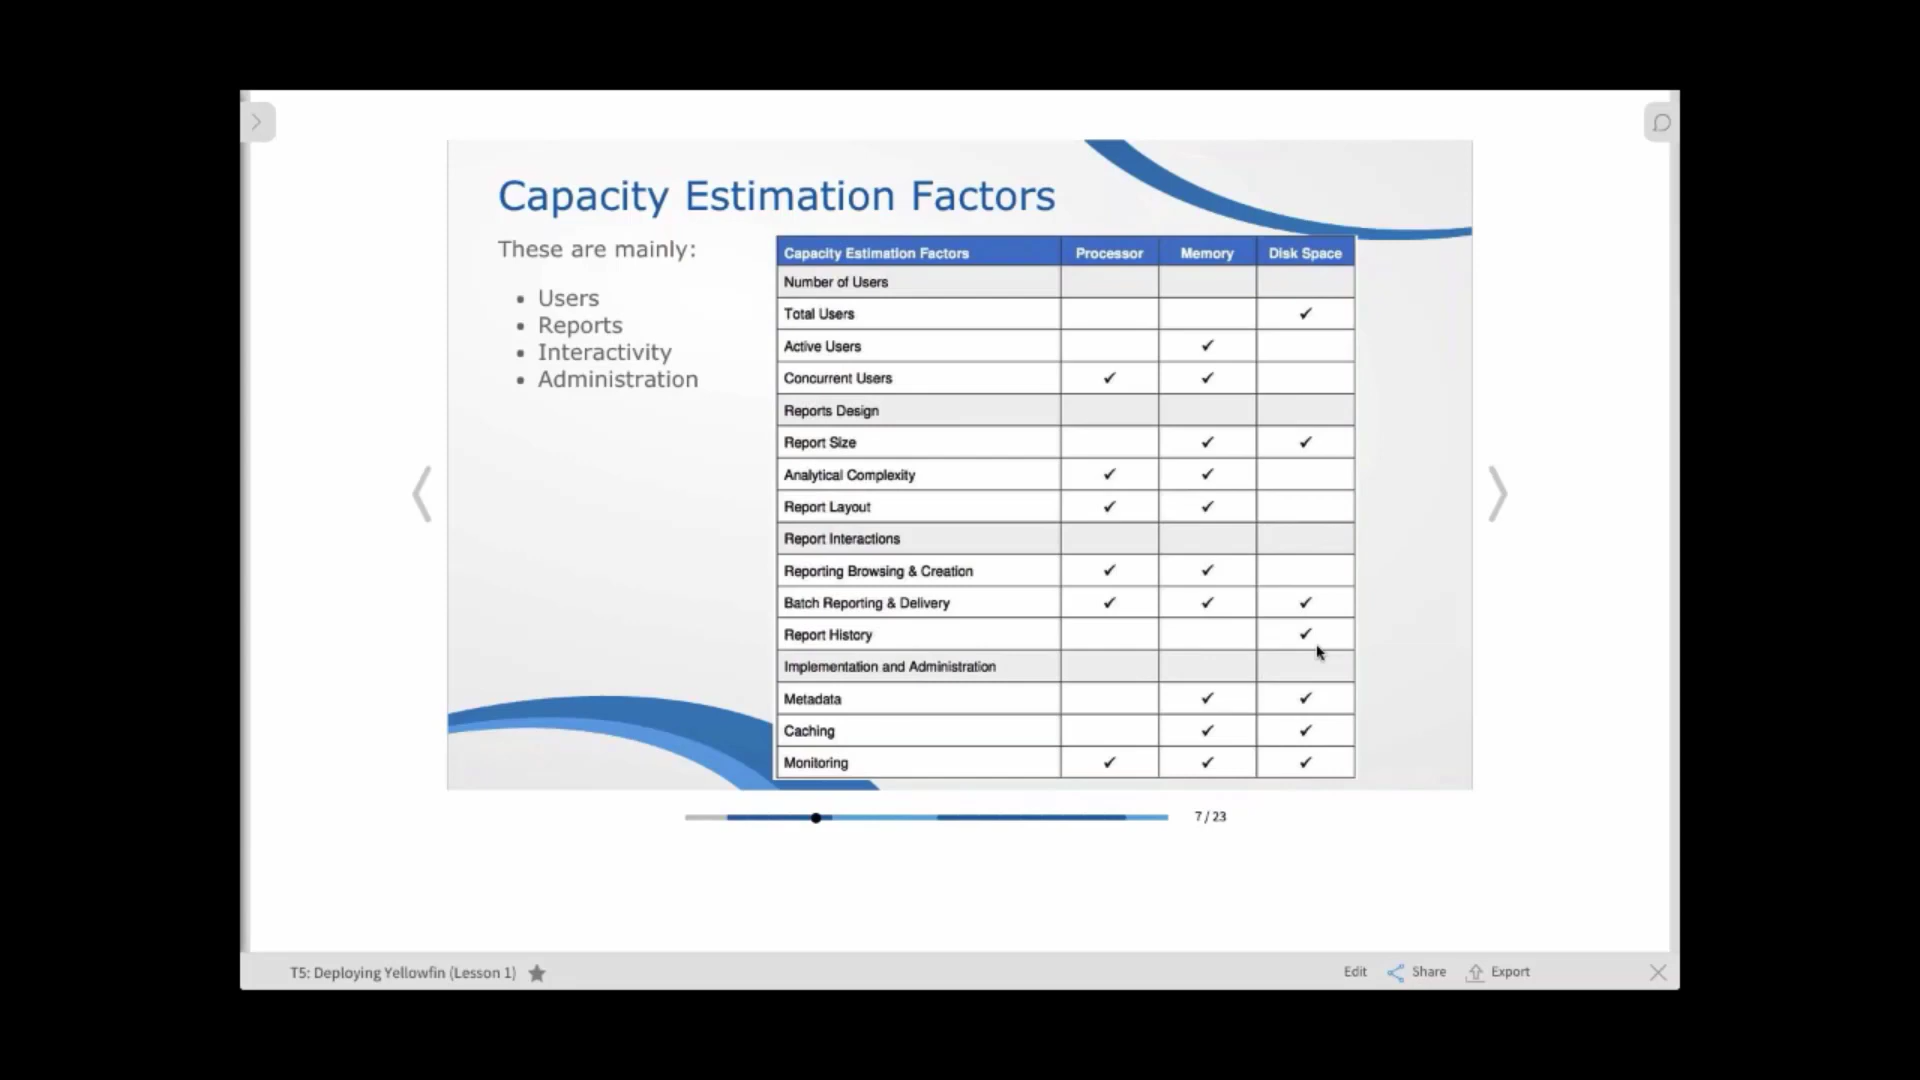 Capacity Estimation Factors
These are mainly:
• Users
• Reports
• Interactivity
• Administration
Capacity Estimation Factors Processor Memory Disk Space
Number of Users
Total Users ✓
Active Users ✓
Concurrent Users ✓ ✓
Reports Design
Report Size ✓ ✓
Analytical Complexity ✓ ✓
Report Layout ✓ ✓
Report Interactions
Reporting Browsing & Creation ✓ ✓
Batch Reporting & Delivery ✓ ✓ ✓
Report History ✓
Implementation and Administration
Metadata ✓ ✓
Caching ✓ ✓
Monitoring ✓ ✓ ✓
7 / 23
T5: Deploying Yellowfin (Lesson 1) Edit Share Export